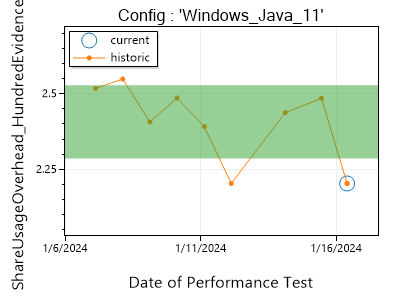 Config : 'Windows_Java_11'
current
historic
ShareUsageOverhead_HundredEvidence
2.5
2.25
1/6/2024
1/11/2024
1/16/2024
Date of Performance Test